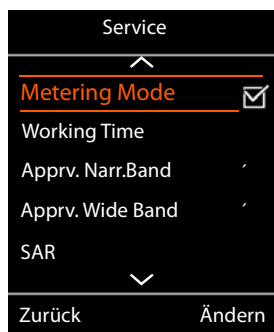 Service
Metering Mode
Working Time
Apprv. Narr.Band
Apprv. Wide Band
SAR
Zurück Ändern